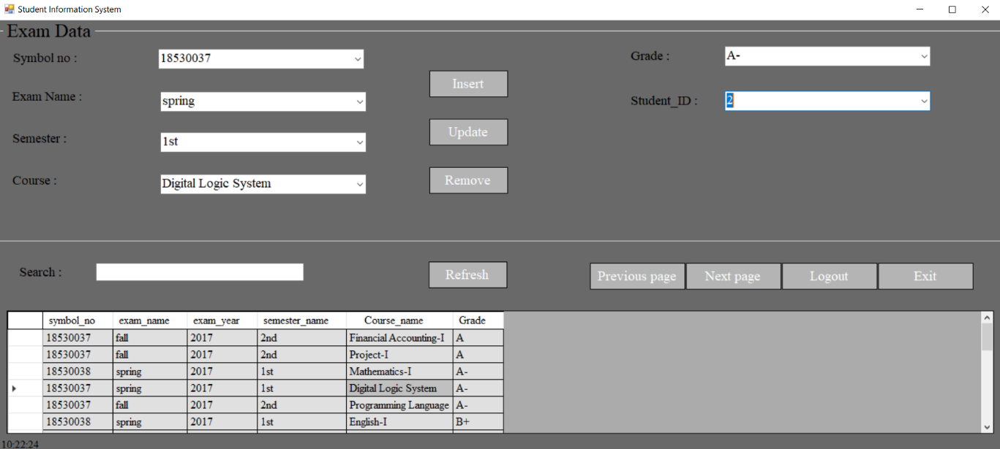 Student Information System
Exam Data
Symbol no : 18530037
Grade : A-
Insert
Exam Name : spring
Student_ID : 2
Update
Semester : 1st
Course : Digital Logic System
Remove
Search :
Refresh
Previous page Next page Logout Exit
symbol_no exam_name exam_year semester_name Course_name Grade
18530037 fall 2017 2nd Financial Accounting-I A
18530037 fall 2017 2nd Project-I A
18530038 spring 2017 1st Mathematics-I A-
18530037 spring 2017 1st Digital Logic System A-
18530037 fall 2017 2nd Programming Language A-
18530038 spring 2017 1st English-I B+
10:22:24